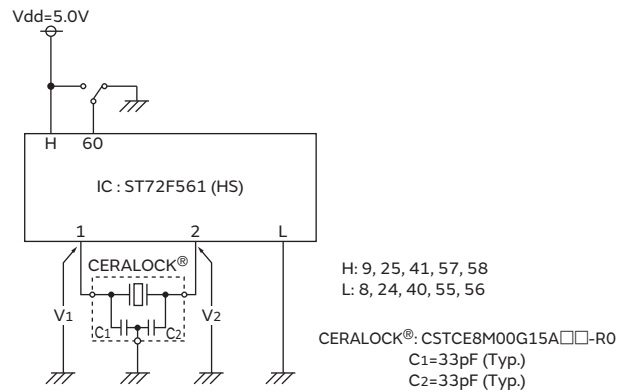 Vdd=5.0V
H 60
IC : ST72F561 (HS)
1 2 L
CERALOCK®
V1 C1 C2 V2
H: 9, 25, 41, 57, 58
L: 8, 24, 40, 55, 56
CERALOCK®: CSTCE8M00G15A□□-R0
C1=33pF (Typ.)
C2=33pF (Typ.)